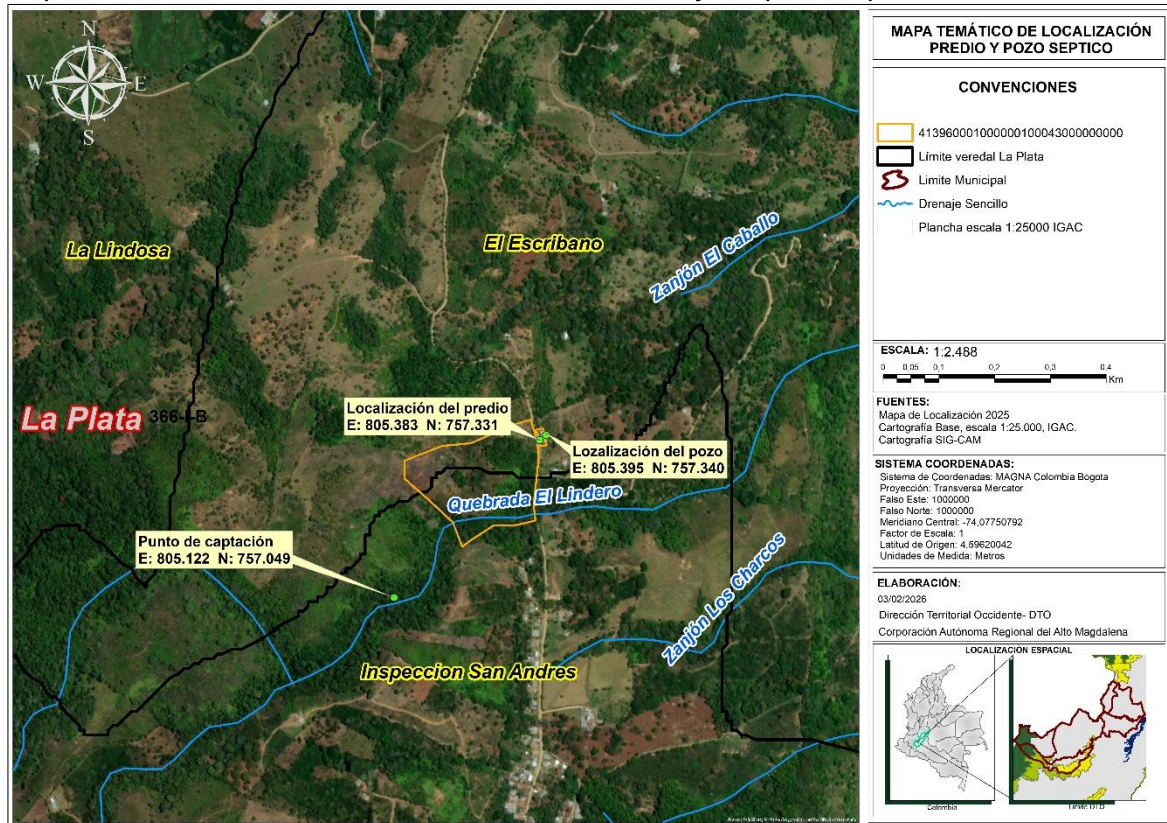 N
W E
S
La Lindosa
El Escribano
Zanjón El Caballo
La Plata 366-I-B
Localización del predio
E: 805.383 N: 757.331
Lozalización del pozo
E: 805.395 N: 757.340
Quebrada El Lindero
Punto de captación
E: 805.122 N: 757.049
Zanjón Los Charcos
Inspeccion San Andres
MAPA TEMÁTICO DE LOCALIZACIÓN
PREDIO Y POZO SEPTICO
CONVENCIONES
Límite veredal La Plata
Limite Municipal
Drenaje Sencillo
Plancha escala 1:25000 IGAC
ESCALA: 1:2.468
0 0,05 0,1 0,2 0,3 0,4
Km
FUENTES:
Mapa de Localización 2025
Cartografía Base, escala 1:25.000, IGAC.
Cartografía SIG-CAM
SISTEMA COORDENADAS:
Sistema de Coordenadas: MAGNA Colombia Bogota
Proyección: Transversa Mercator
Falso Este: 1000000
Falso Norte: 1000000
Meridiano Central: -74,07750792
Factor de Escala: 1
Latitud de Origen: 4,59620042
Unidades de Medida: Metros
ELABORACIÓN:
03/02/2026
Dirección Territorial Occidente- DTO
Corporación Autónoma Regional del Alto Magdalena
LOCALIZACIÓN ESPACIAL
Colombia
Límite DTO